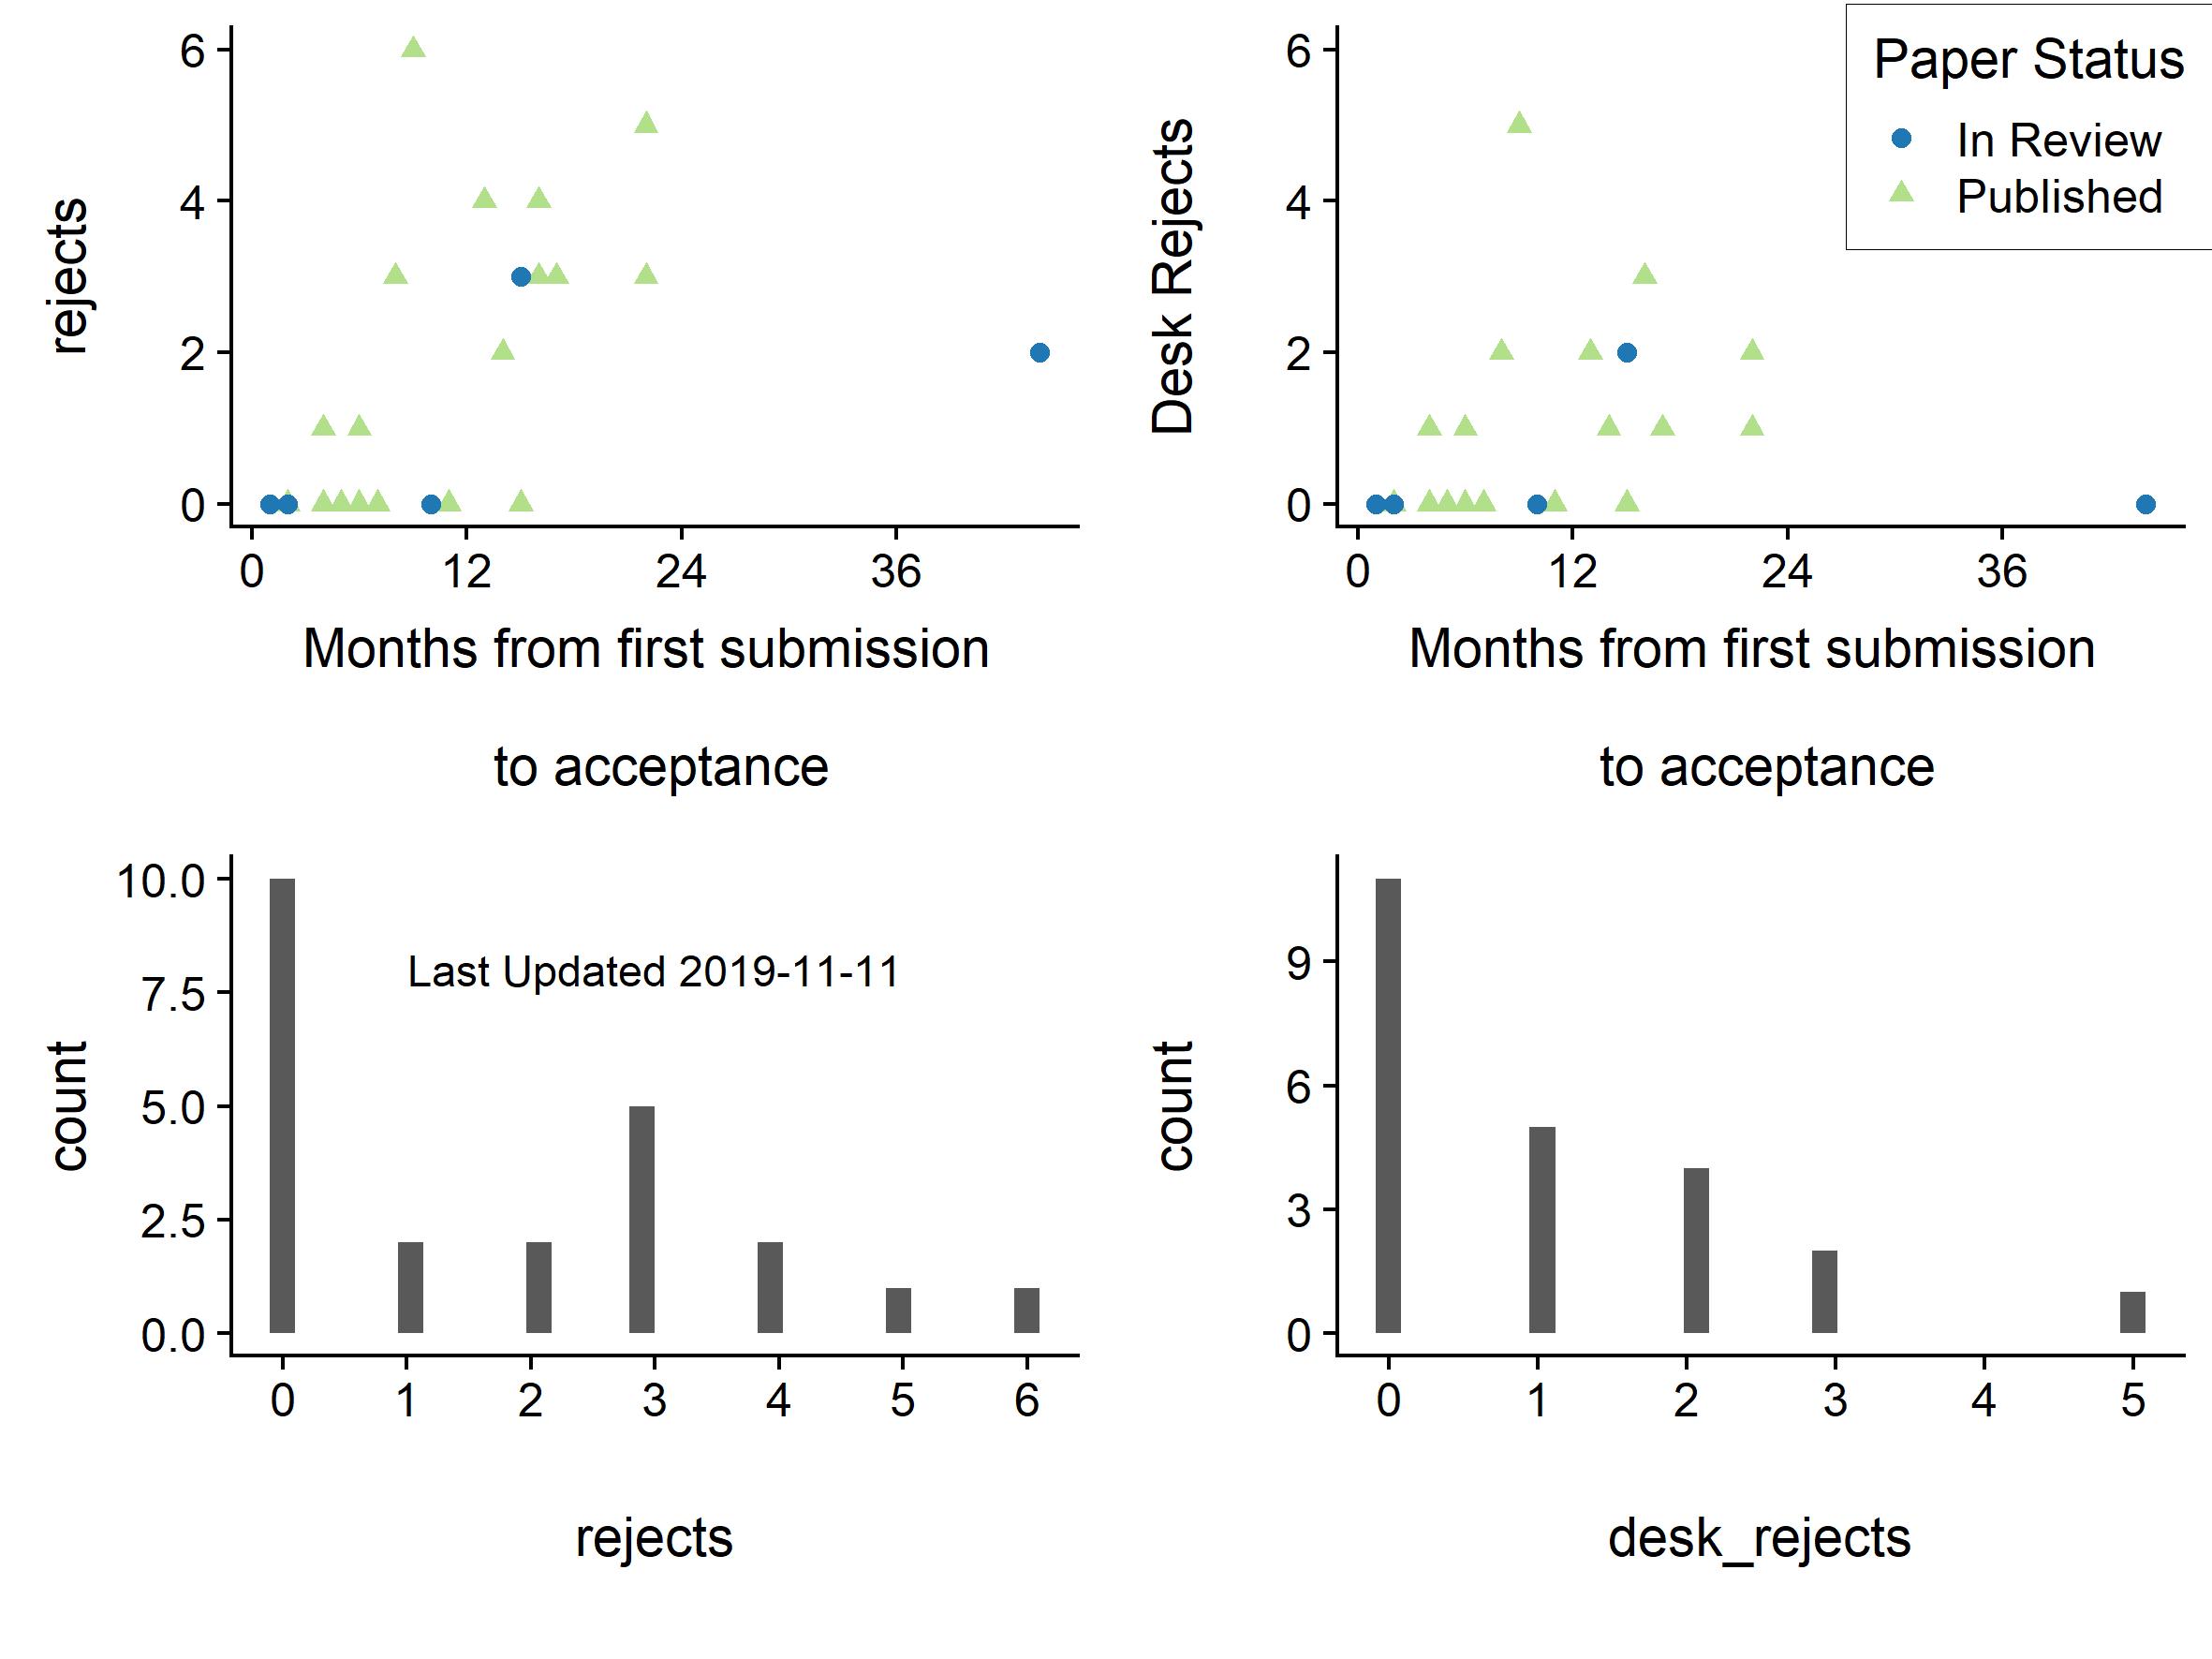 rejects
6
4
2
0
0 12 24 36
Months from first submission
to acceptance
Desk Rejects
6
4
2
0
0 12 24 36
Months from first submission
to acceptance
Paper Status
In Review
Published
count
10.0
7.5
5.0
2.5
0.0
Last Updated 2019-11-11
0 1 2 3 4 5 6
rejects
count
9
6
3
0
0 1 2 3 4 5
desk_rejects